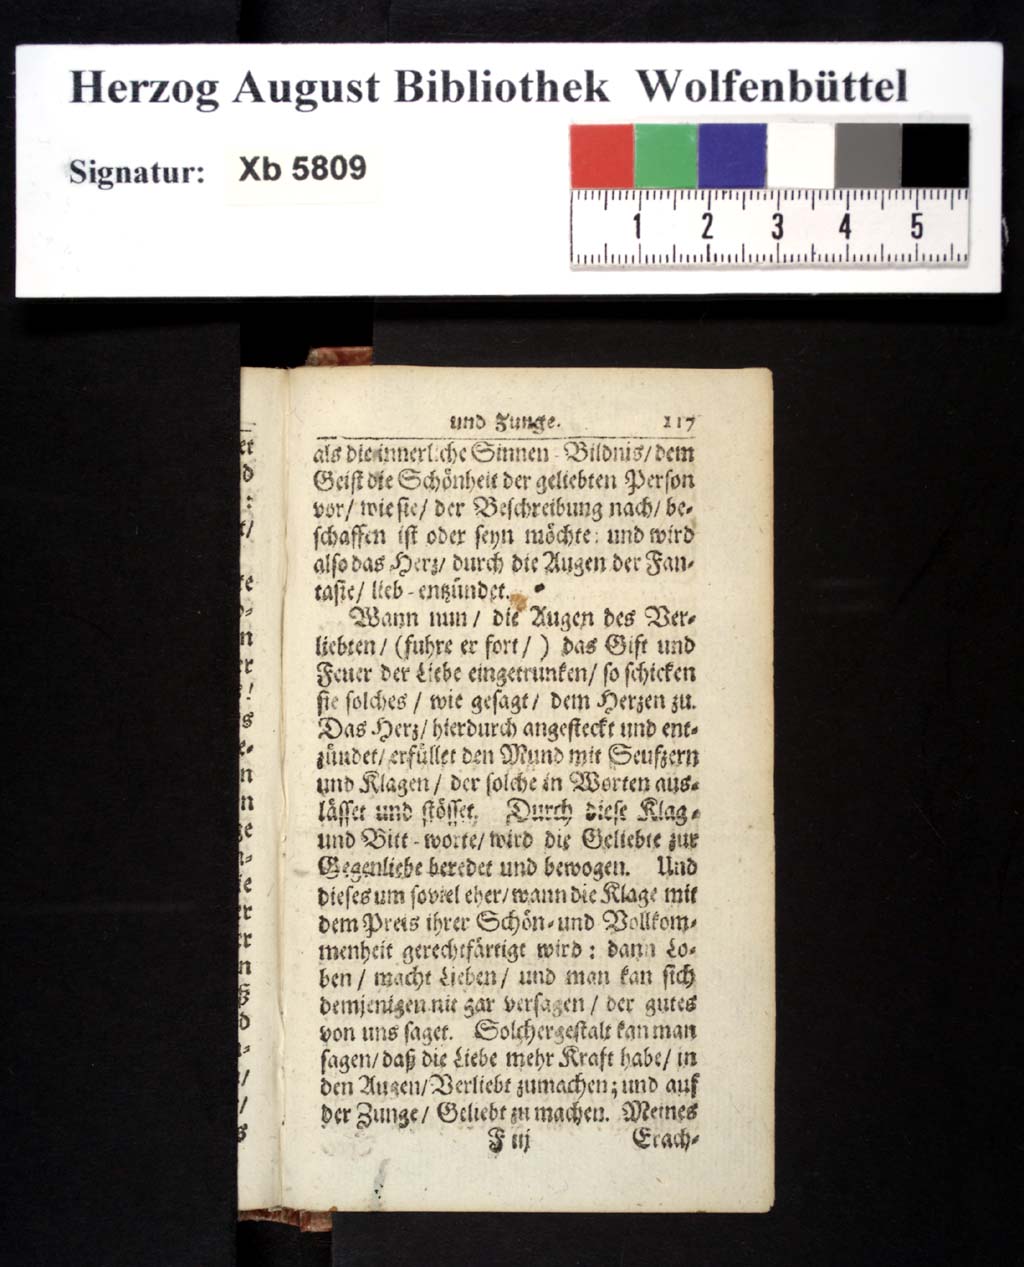 Herzog August Bibliothek Wolfenbüttel
Signatur: Xb 5809
1 2 3 4 5
und Zunge. 117
als die innerliche Sinnen-Bildnis/ dem
Geist die Schönheit der geliebten Person
vor/ wie sie/ der Beschreibung nach/ be-
schaffen ist oder seyn möchte: und wird
also das Herz/ durch die Augen der Fan-
tasie/ lieb-entzündet.
Wann nun/ die Augen des Ver-
liebten/ (fuhre er fort/ ) das Gift und
Feuer der Liebe eingetrunken/ so schicken
sie solches/ wie gesagt/ dem Herzen zu.
Das Herz/ hierdurch angesteckt und ent-
zündet/ erfüllet den Mund mit Seufzern
und Klagen/ der solche in Worten aus-
lässet und stösset. Durch diese Klag-
und Bitt-worte/ wird die Geliebte zur
Gegenliebe beredet und bewogen. Und
dieses um soviel eher/ wann die Klage mit
dem Preis ihrer Schön- und Vollkom-
menheit gerechtfärtigt wird: dann Lo-
ben/ macht Lieben/ und man kan sich
demjenigen nie gar versagen/ der gutes
von uns saget. Solchergestalt kan man
sagen/ daß die Liebe mehr Kraft habe/ in
den Augen/ Verliebt zumachen; und auf
der Zunge/ Geliebt zu machen. Meines
F iij Erach-